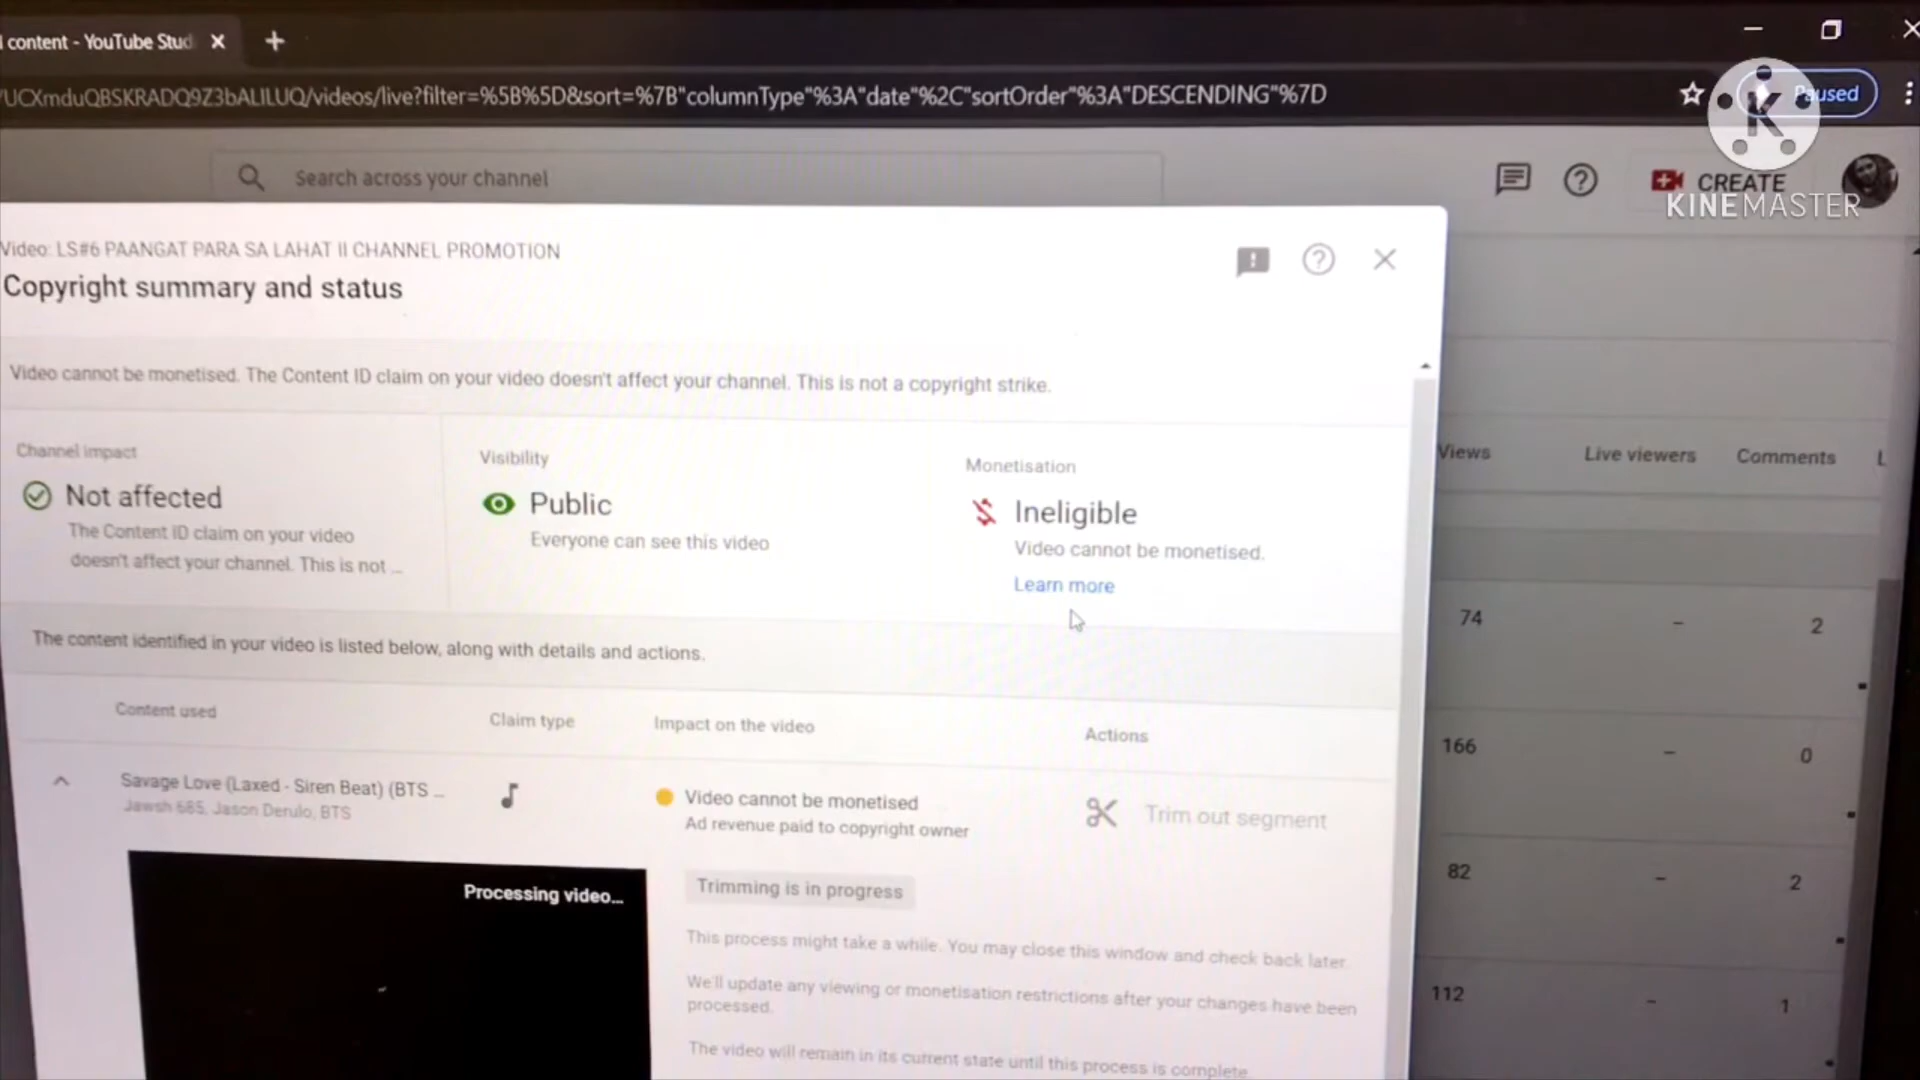 l content - YouTube Stud
/UCXmduQBSKRADQ9Z3bALILUQ/videos/live?filter=%5B%5D&sort=%7B"columnType"%3A"date"%2C"sortOrder"%3A"DESCENDING"%7D
Paused
K
Search across your channel
CREATE
KINEMASTER
Video: LS#6 PAANGAT PARA SA LAHAT II CHANNEL PROMOTION
Copyright summary and status
Video cannot be monetised. The Content ID claim on your video doesn't affect your channel. This is not a copyright strike.
Channel impact
Not affected
The Content ID claim on your video
doesn't affect your channel. This is not ...
Visibility
Public
Everyone can see this video
Monetisation
Ineligible
Video cannot be monetised.
Learn more
Views Live viewers Comments L
The content identified in your video is listed below, along with details and actions.
Content used Claim type Impact on the video Actions
Savage Love (Laxed - Siren Beat) (BTS ...
Jawsh 685, Jason Derulo, BTS
Video cannot be monetised
Ad revenue paid to copyright owner
Trim out segment
Processing video...
Trimming is in progress
This process might take a while. You may close this window and check back later.
We'll update any viewing or monetisation restrictions after your changes have been
processed.
The video will remain in its current state until this process is complete.
74 – 2
166 – 0
82 – 2
112 – 1